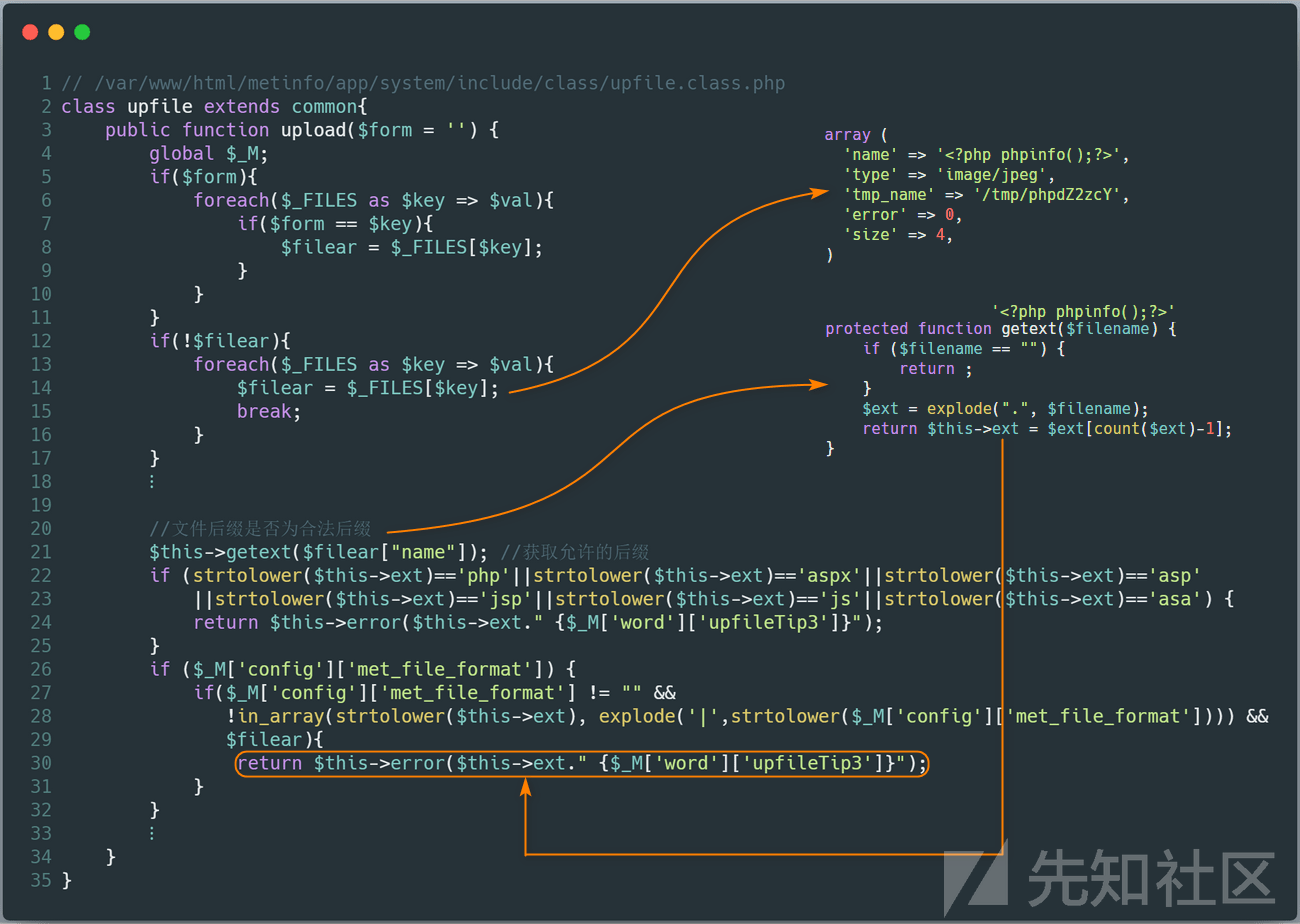 1 // /var/www/html/metinfo/app/system/include/class/upfile.class.php
2 class upfile extends common{
3     public function upload($form = '') {
4         global $_M;
5         if($form){
6             foreach($_FILES as $key => $val){
7                 if($form == $key){
8                     $filear = $_FILES[$key];
9                 }
10             }
11         }
12         if(!$filear){
13             foreach($_FILES as $key => $val){
14                 $filear = $_FILES[$key];
15                 break;
16             }
17         }
18         ⋮
19
20         //文件后缀是否为合法后缀
21         $this->getext($filear["name"]); //获取允许的后缀
22         if (strtolower($this->ext)=='php'||strtolower($this->ext)=='aspx'||strtolower($this->ext)=='asp'
23             ||strtolower($this->ext)=='jsp'||strtolower($this->ext)=='js'||strtolower($this->ext)=='asa') {
24             return $this->error($this->ext." {$_M['word']['upfileTip3']}");
25         }
26         if ($_M['config']['met_file_format']) {
27             if($_M['config']['met_file_format'] != "" &&
28                !in_array(strtolower($this->ext), explode('|',strtolower($_M['config']['met_file_format']))) &&
29                $filear){
30                 return $this->error($this->ext." {$_M['word']['upfileTip3']}");
31             }
32         }
33         ⋮
34     }
35 }
array (
  'name' => '<?php phpinfo();?>',
  'type' => 'image/jpeg',
  'tmp_name' => '/tmp/phpdZ2zcY',
  'error' => 0,
  'size' => 4,
)
'<?php phpinfo();?>'
protected function getext($filename) {
    if ($filename == "") {
        return ;
    }
    $ext = explode(".", $filename);
    return $this->ext = $ext[count($ext)-1];
}
先知社区